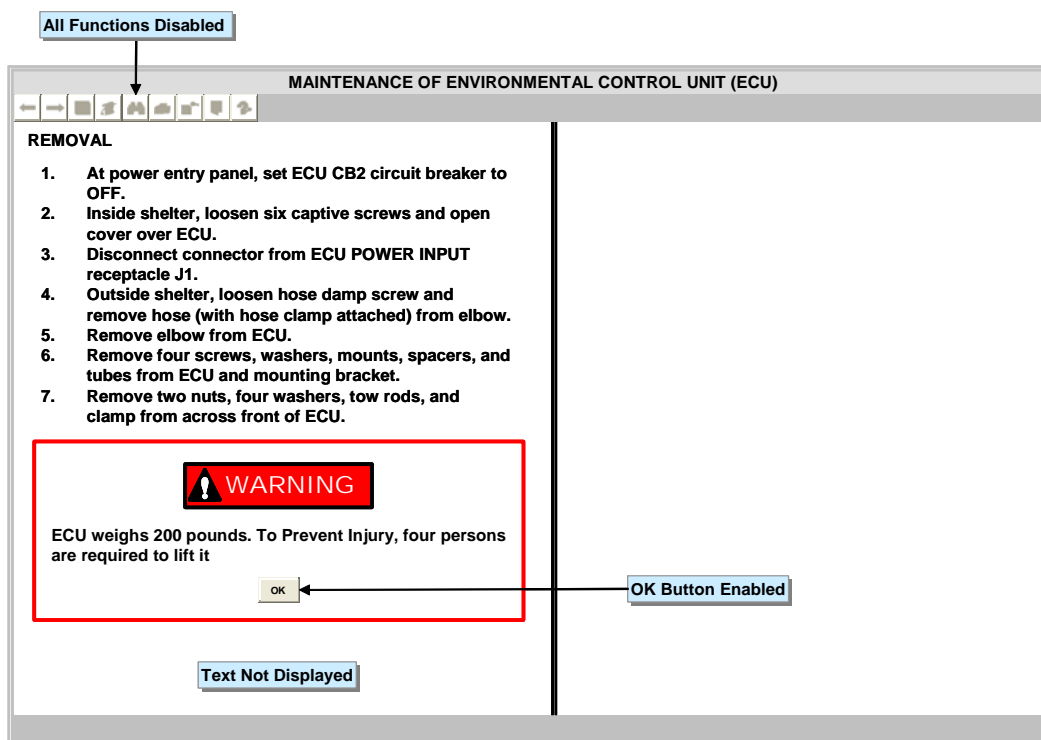 All Functions Disabled
MAINTENANCE OF ENVIRONMENTAL CONTROL UNIT (ECU)
REMOVAL
1. At power entry panel, set ECU CB2 circuit breaker to
OFF.
2. Inside shelter, loosen six captive screws and open
cover over ECU.
3. Disconnect connector from ECU POWER INPUT
receptacle J1.
4. Outside shelter, loosen hose damp screw and
remove hose (with hose clamp attached) from elbow.
5. Remove elbow from ECU.
6. Remove four screws, washers, mounts, spacers, and
tubes from ECU and mounting bracket.
7. Remove two nuts, four washers, tow rods, and
clamp from across front of ECU.
WARNING
ECU weighs 200 pounds. To Prevent Injury, four persons
are required to lift it
OK
OK Button Enabled
Text Not Displayed